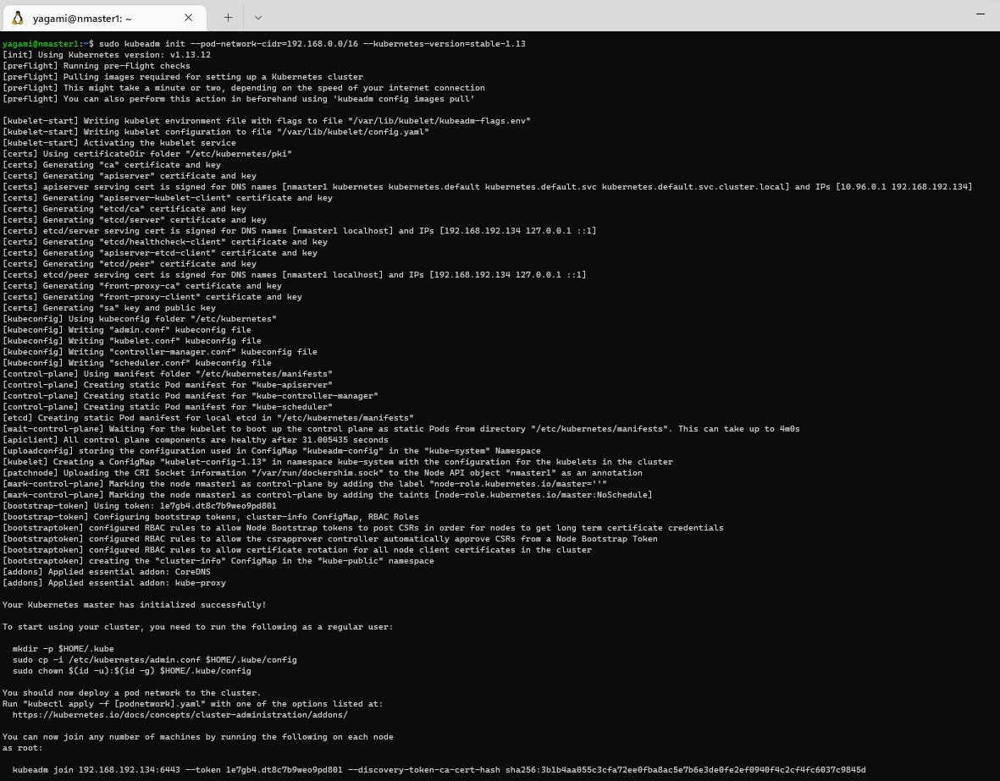 yagami@nmaster1: ~
yagami@nmaster1:~$ sudo kubeadm init --pod-network-cidr=192.168.0.0/16 --kubernetes-version=stable-1.13
[init] Using Kubernetes version: v1.13.12
[preflight] Running pre-flight checks
[preflight] Pulling images required for setting up a Kubernetes cluster
[preflight] This might take a minute or two, depending on the speed of your internet connection
[preflight] You can also perform this action in beforehand using 'kubeadm config images pull'
[kubelet-start] Writing kubelet environment file with flags to file "/var/lib/kubelet/kubeadm-flags.env"
[kubelet-start] Writing kubelet configuration to file "/var/lib/kubelet/config.yaml"
[kubelet-start] Activating the kubelet service
[certs] Using certificateDir folder "/etc/kubernetes/pki"
[certs] Generating "ca" certificate and key
[certs] Generating "apiserver" certificate and key
[certs] apiserver serving cert is signed for DNS names [nmaster1 kubernetes kubernetes.default kubernetes.default.svc kubernetes.default.svc.cluster.local] and IPs [10.96.0.1 192.168.192.134]
[certs] Generating "apiserver-kubelet-client" certificate and key
[certs] Generating "etcd/ca" certificate and key
[certs] Generating "etcd/server" certificate and key
[certs] etcd/server serving cert is signed for DNS names [nmaster1 localhost] and IPs [192.168.192.134 127.0.0.1 ::1]
[certs] Generating "etcd/healthcheck-client" certificate and key
[certs] Generating "apiserver-etcd-client" certificate and key
[certs] Generating "etcd/peer" certificate and key
[certs] etcd/peer serving cert is signed for DNS names [nmaster1 localhost] and IPs [192.168.192.134 127.0.0.1 ::1]
[certs] Generating "front-proxy-ca" certificate and key
[certs] Generating "front-proxy-client" certificate and key
[certs] Generating "sa" key and public key
[kubeconfig] Using kubeconfig folder "/etc/kubernetes"
[kubeconfig] Writing "admin.conf" kubeconfig file
[kubeconfig] Writing "kubelet.conf" kubeconfig file
[kubeconfig] Writing "controller-manager.conf" kubeconfig file
[kubeconfig] Writing "scheduler.conf" kubeconfig file
[control-plane] Using manifest folder "/etc/kubernetes/manifests"
[control-plane] Creating static Pod manifest for "kube-apiserver"
[control-plane] Creating static Pod manifest for "kube-controller-manager"
[control-plane] Creating static Pod manifest for "kube-scheduler"
[etcd] Creating static Pod manifest for local etcd in "/etc/kubernetes/manifests"
[wait-control-plane] Waiting for the kubelet to boot up the control plane as static Pods from directory "/etc/kubernetes/manifests". This can take up to 4m0s
[apiclient] All control plane components are healthy after 31.005435 seconds
[uploadconfig] storing the configuration used in ConfigMap "kubeadm-config" in the "kube-system" Namespace
[kubelet] Creating a ConfigMap "kubelet-config-1.13" in namespace kube-system with the configuration for the kubelets in the cluster
[patchnode] Uploading the CRI Socket information "/var/run/dockershim.sock" to the Node API object "nmaster1" as an annotation
[mark-control-plane] Marking the node nmaster1 as control-plane by adding the label "node-role.kubernetes.io/master=''"
[mark-control-plane] Marking the node nmaster1 as control-plane by adding the taints [node-role.kubernetes.io/master:NoSchedule]
[bootstrap-token] Using token: 1e7gb4.dt8c7b9weo9pd801
[bootstrap-token] Configuring bootstrap tokens, cluster-info ConfigMap, RBAC Roles
[bootstraptoken] configured RBAC rules to allow Node Bootstrap tokens to post CSRs in order for nodes to get long term certificate credentials
[bootstraptoken] configured RBAC rules to allow the csrapprover controller automatically approve CSRs from a Node Bootstrap Token
[bootstraptoken] configured RBAC rules to allow certificate rotation for all node client certificates in the cluster
[bootstraptoken] creating the "cluster-info" ConfigMap in the "kube-public" namespace
[addons] Applied essential addon: CoreDNS
[addons] Applied essential addon: kube-proxy
Your Kubernetes master has initialized successfully!
To start using your cluster, you need to run the following as a regular user:
mkdir -p $HOME/.kube
sudo cp -i /etc/kubernetes/admin.conf $HOME/.kube/config
sudo chown $(id -u):$(id -g) $HOME/.kube/config
You should now deploy a pod network to the cluster.
Run "kubectl apply -f [podnetwork].yaml" with one of the options listed at:
https://kubernetes.io/docs/concepts/cluster-administration/addons/
You can now join any number of machines by running the following on each node
as root:
kubeadm join 192.168.192.134:6443 --token 1e7gb4.dt8c7b9weo9pd801 --discovery-token-ca-cert-hash sha256:3b1b4aa055c3cfa72ee0fba8ac5e7b6e3de0fe2ef0940f4c2cf4fc6037c9845d